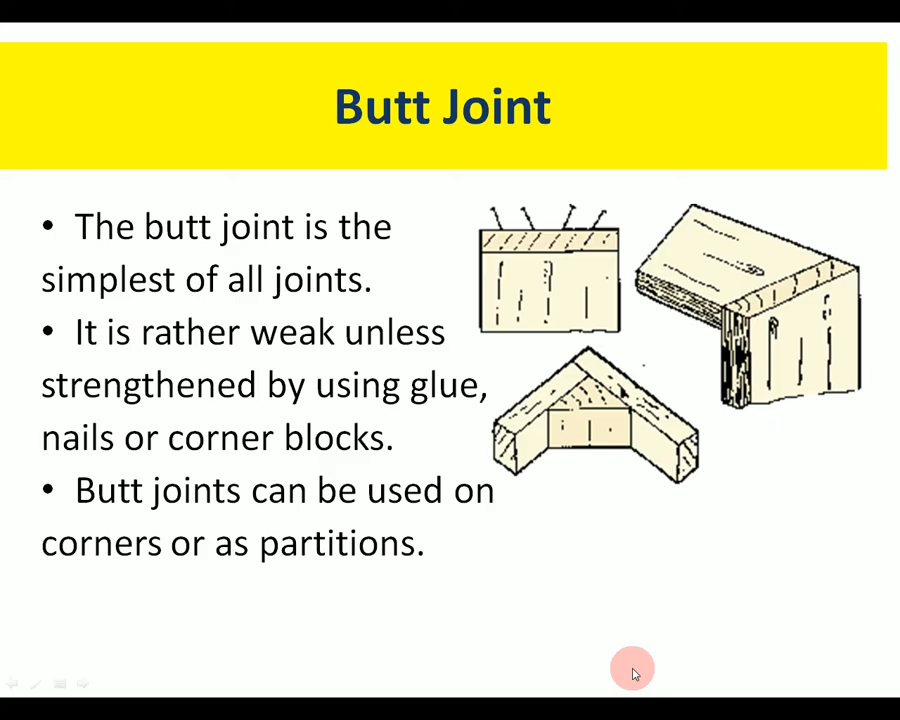 Butt Joint
• The butt joint is the
simplest of all joints.
• It is rather weak unless
strengthened by using glue,
nails or corner blocks.
• Butt joints can be used on
corners or as partitions.